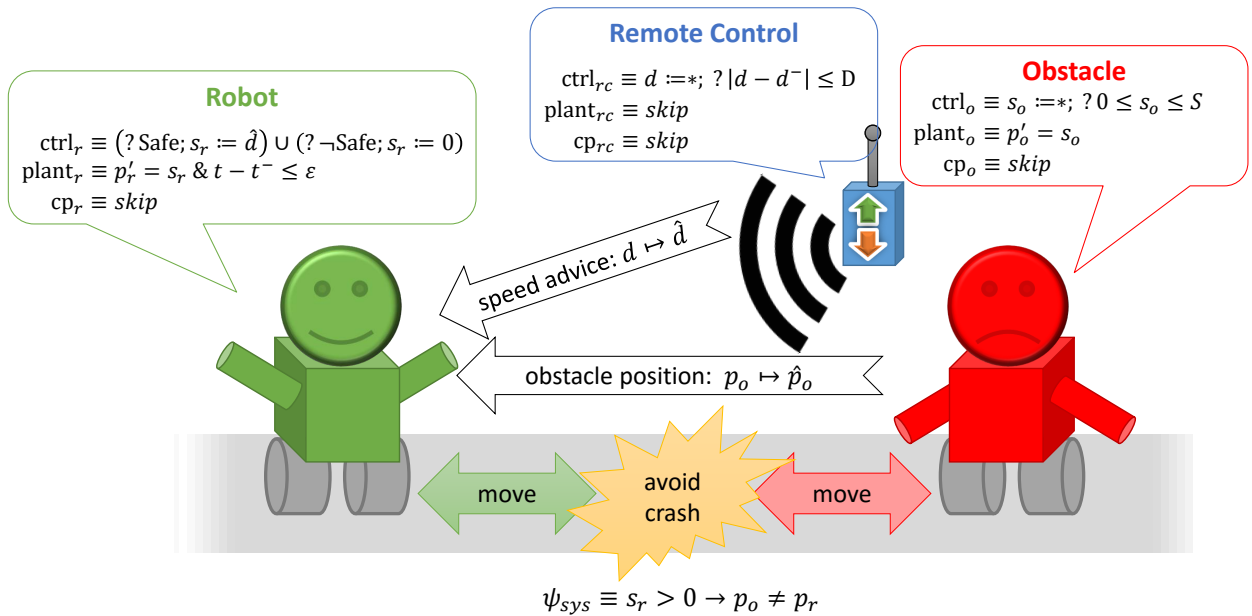 Robot
ctrl_r ≡ (? Safe; s_r ≔ d̂) ∪ (? ¬Safe; s_r ≔ 0)
plant_r ≡ p_r′ = s_r & t − t⁻ ≤ ε
cp_r ≡ skip
Remote Control
ctrl_rc ≡ d ≔∗; ? |d − d⁻| ≤ D
plant_rc ≡ skip
cp_rc ≡ skip
Obstacle
ctrl_o ≡ s_o ≔∗; ? 0 ≤ s_o ≤ S
plant_o ≡ p_o′ = s_o
cp_o ≡ skip
speed advice: d ↦ d̂
obstacle position: p_o ↦ p̂_o
move
avoid
crash
move
ψ_sys ≡ s_r > 0 → p_o ≠ p_r